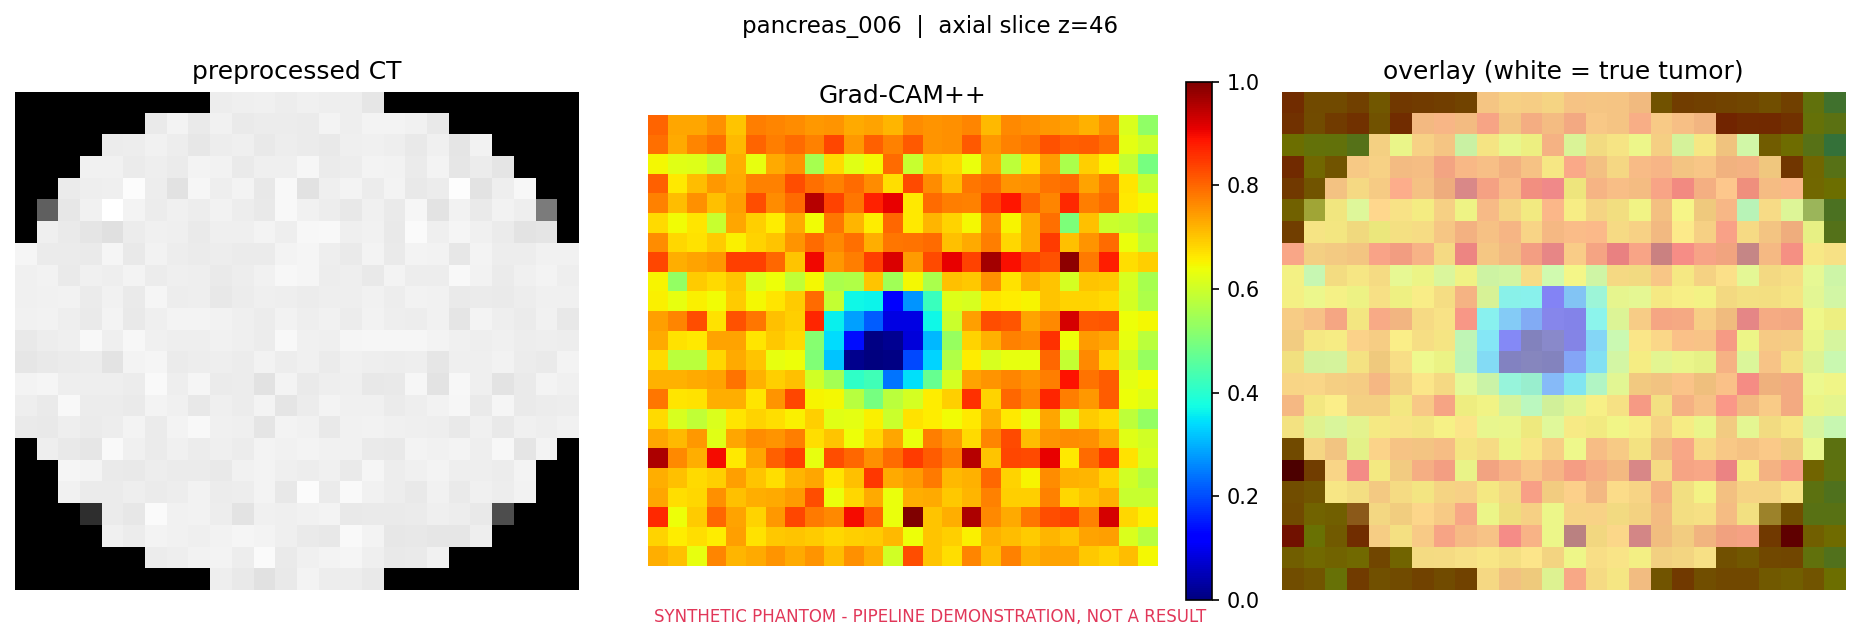 pancreas_006 | axial slice z=46
preprocessed CT
Grad-CAM++
overlay (white = true tumor)
1.0
0.8
0.6
0.4
0.2
0.0
SYNTHETIC PHANTOM - PIPELINE DEMONSTRATION, NOT A RESULT